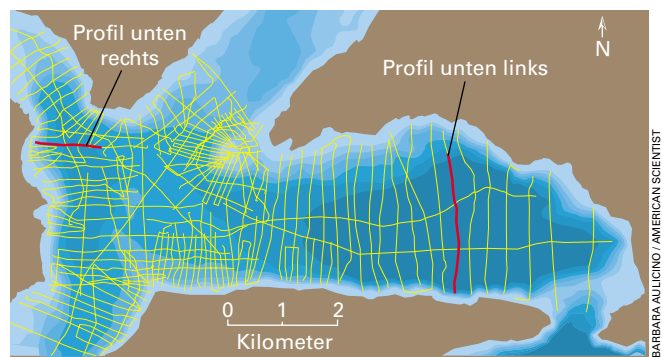 Profil unten
rechts
N
Profil unten links
0 1 2
Kilometer
BARBARA AULICINO / AMERICAN SCIENTIST